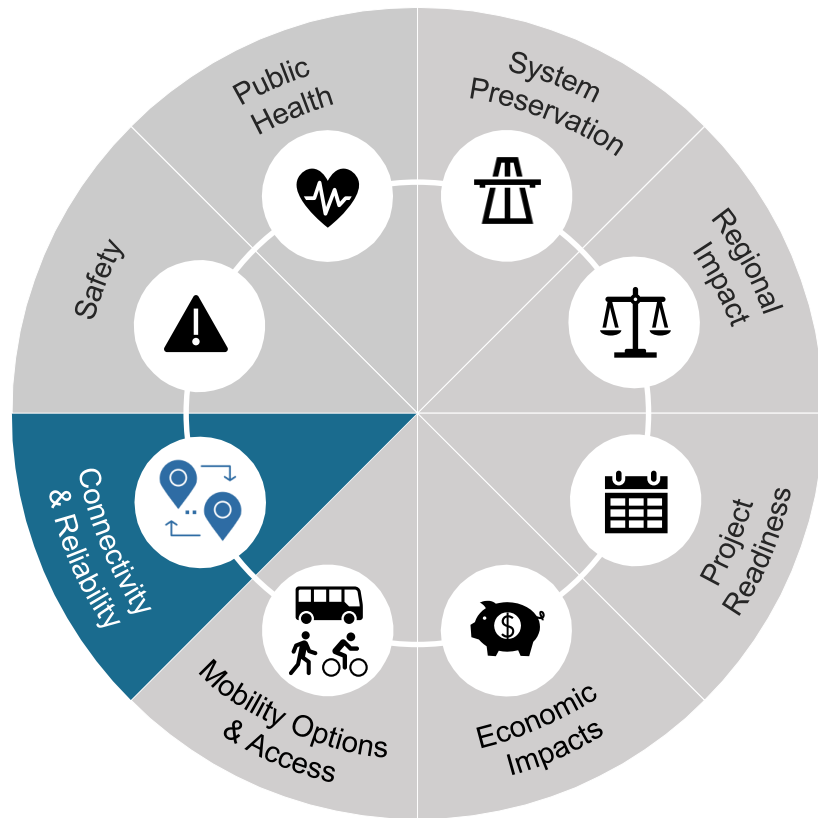 Public
Health
System
Preservation
Regional
Impact
Project
Readiness
Economic
Impacts
Mobility Options
& Access
Connectivity
& Reliability
Safety
!
$